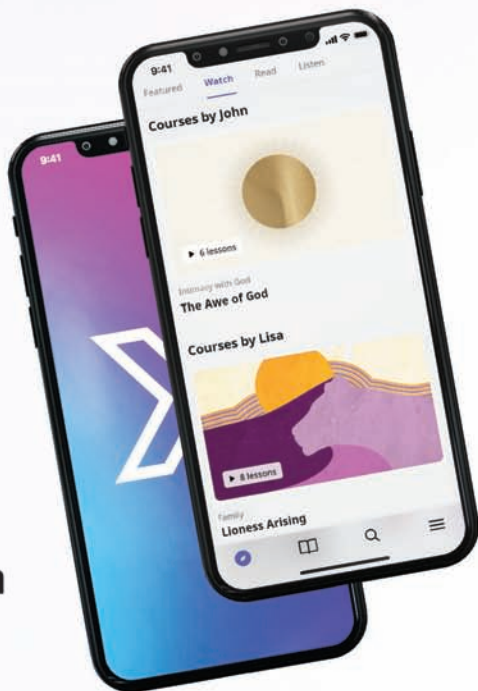 9:41
9:41
Featured Watch Read Listen
Courses by John
6 lessons
Intimacy with God
The Awe of God
Courses by Lisa
8 lessons
Family
Lioness Arising